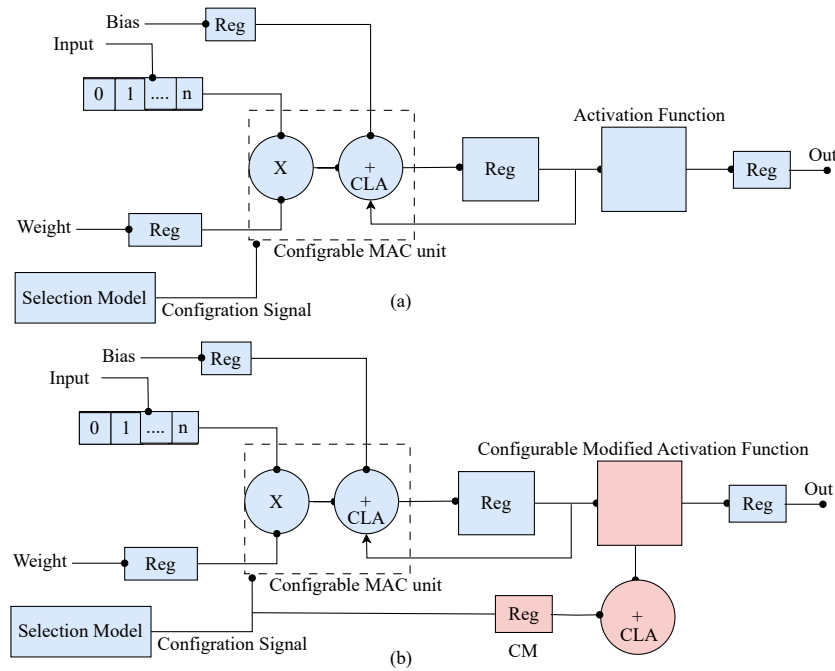 Bias
Reg
Input
0 1 .... n
Activation Function
X
+
CLA
Reg
Reg
Out
Weight
Reg
Configrable MAC unit
Selection Model
Configration Signal
(a)
Bias
Reg
Input
0 1 .... n
Configurable Modified Activation Function
X
+
CLA
Reg
Reg
Out
Weight
Reg
Configrable MAC unit
Selection Model
Configration Signal
Reg
CM
+
CLA
(b)